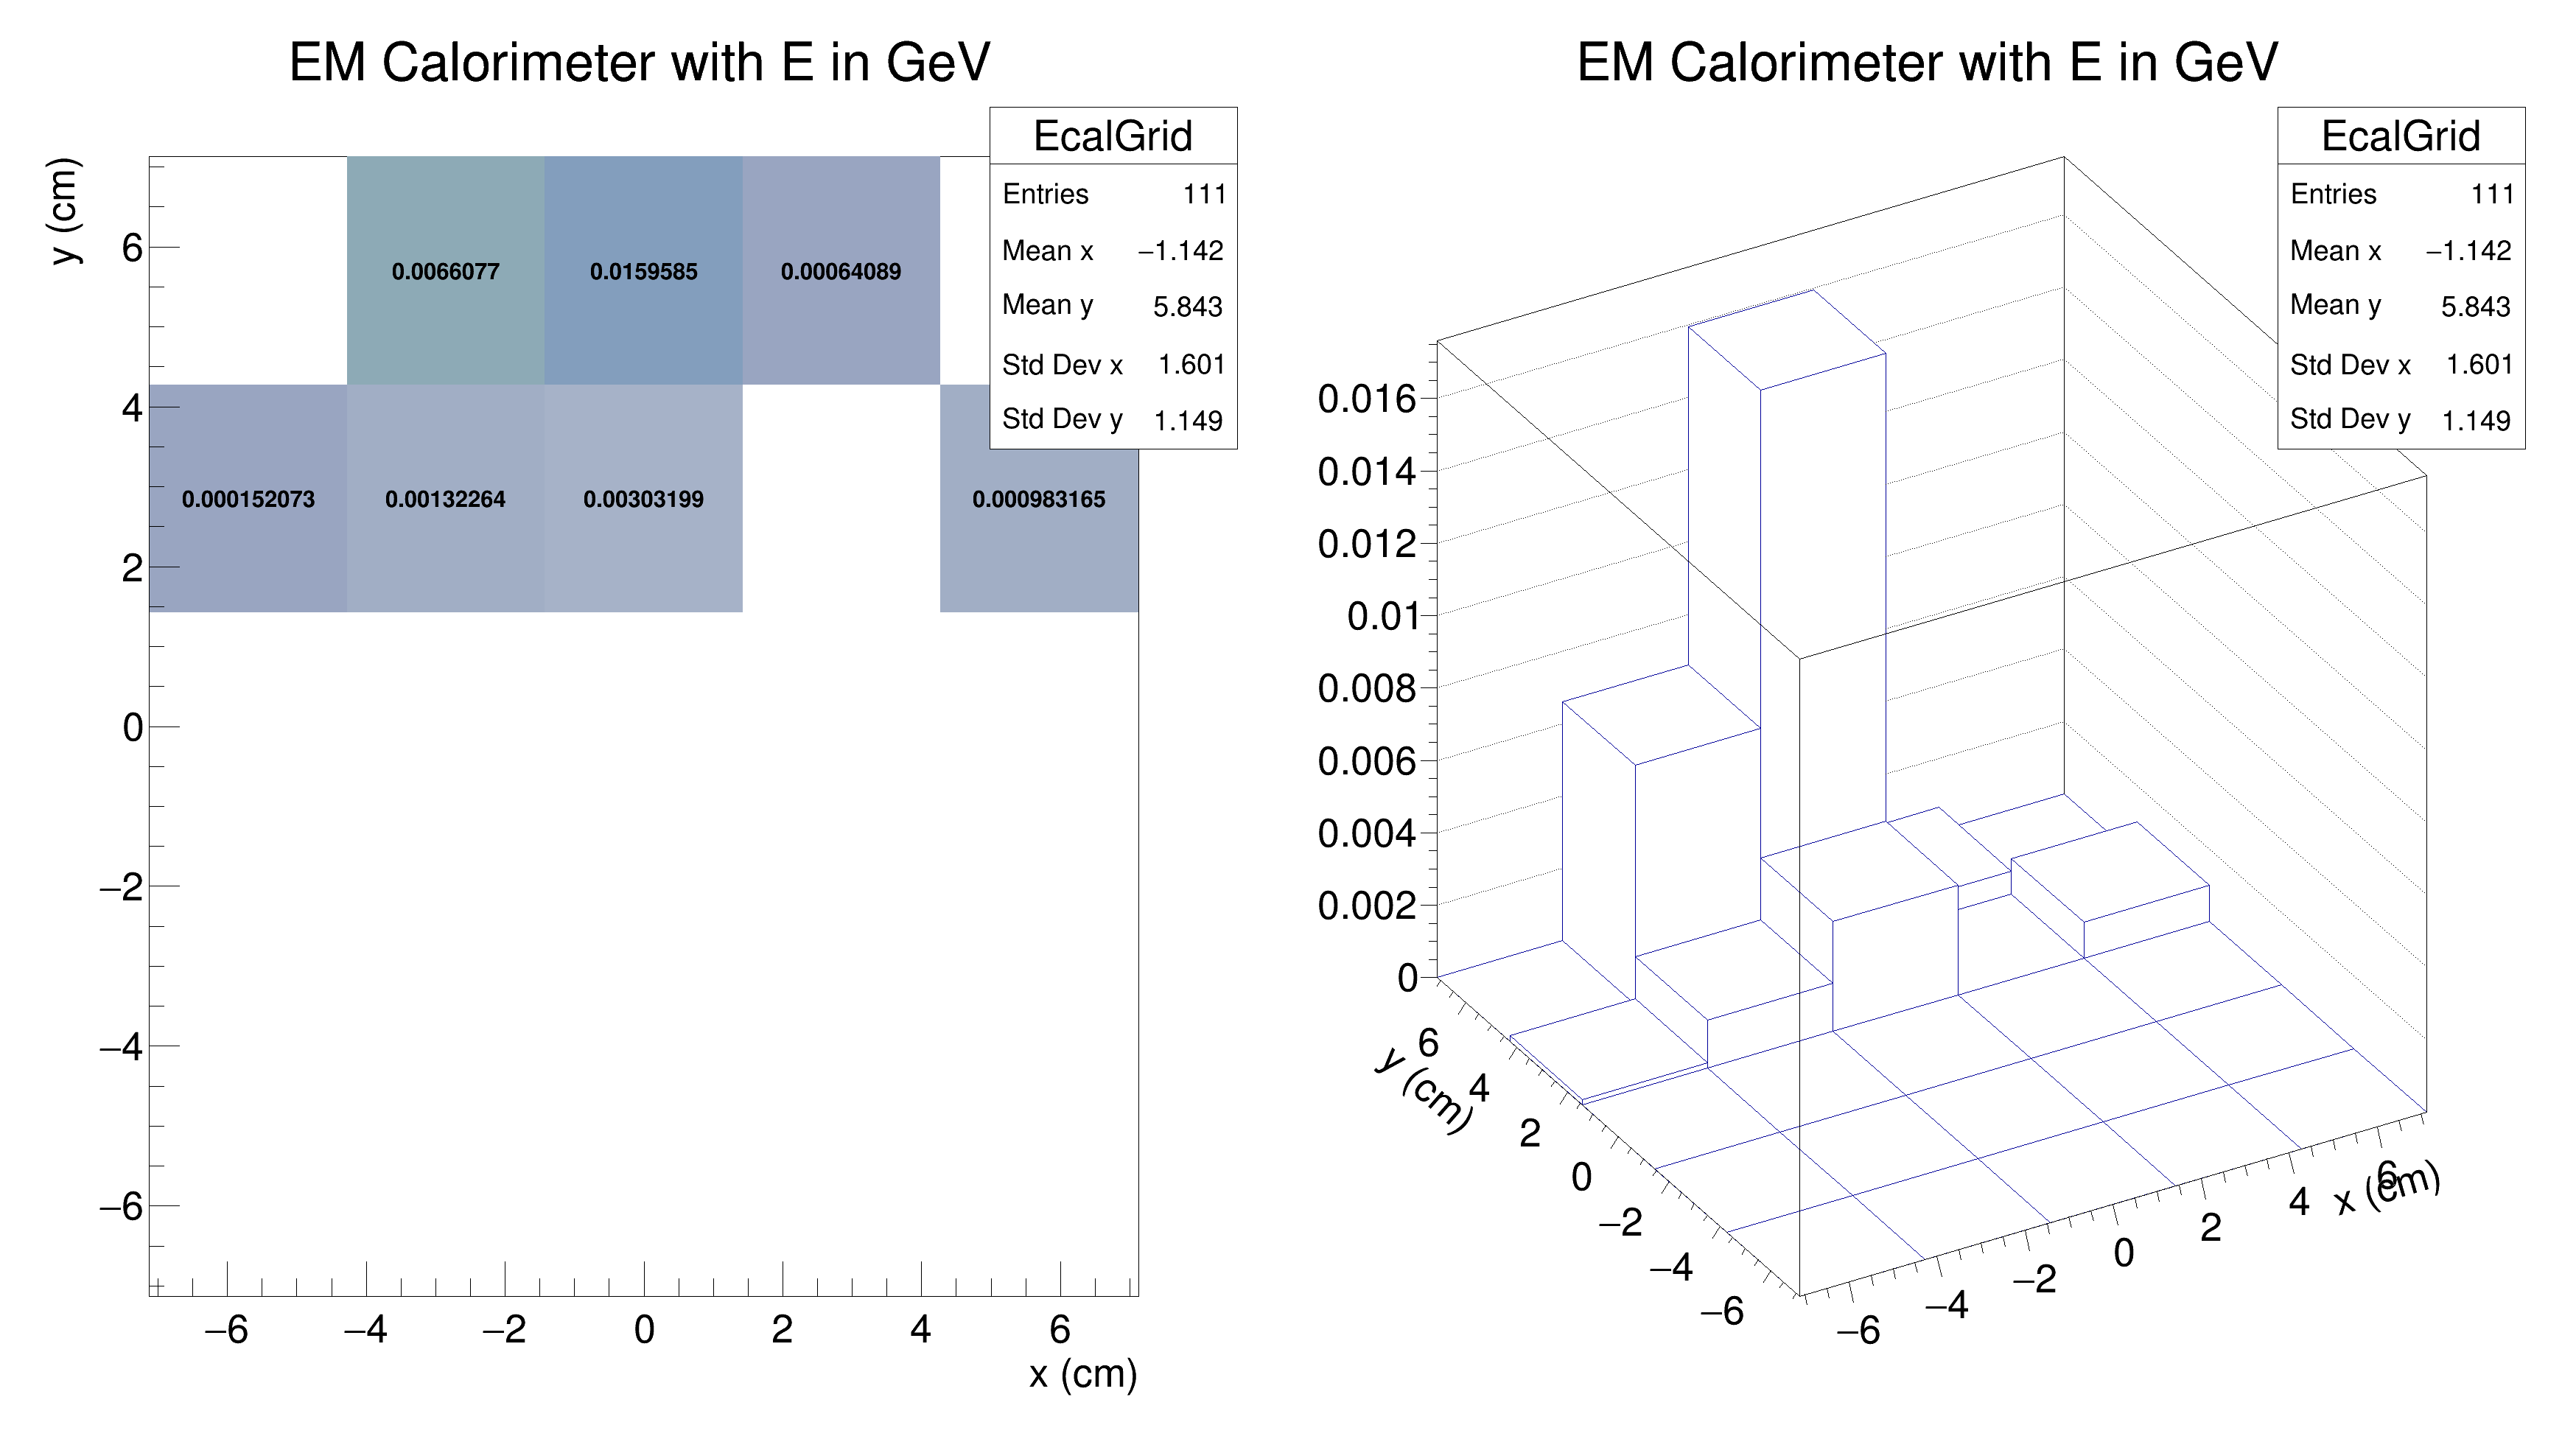 EM Calorimeter with E in GeV
EcalGrid
Entries 111
Mean x −1.142
Mean y 5.843
Std Dev x 1.601
Std Dev y 1.149
y (cm)
6
4
2
0
−2
−4
−6
0.0066077 0.0159585 0.00064089
0.000152073 0.00132264 0.00303199 0.000983165
−6 −4 −2 0 2 4 6
x (cm)
EM Calorimeter with E in GeV
EcalGrid
Entries 111
Mean x −1.142
Mean y 5.843
Std Dev x 1.601
Std Dev y 1.149
0.016
0.014
0.012
0.01
0.008
0.006
0.004
0.002
0
y (cm)
6
4
2
0
−2
−4
−6
−6 −4 −2 0 2 4 6
x (cm)